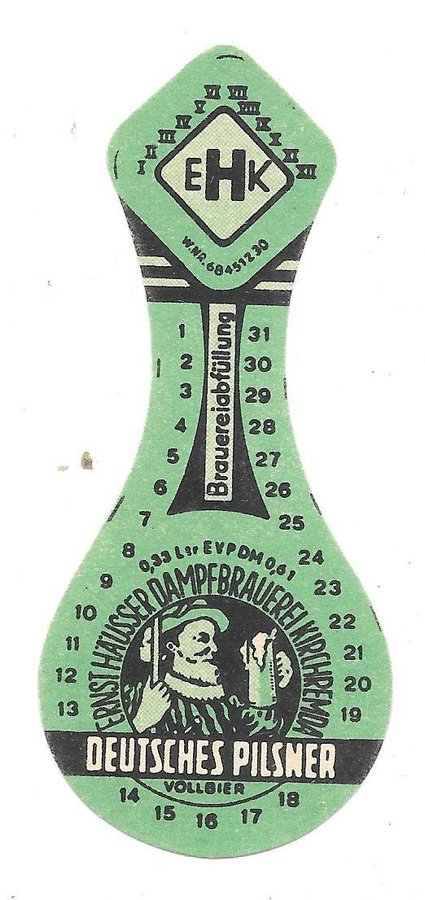 I II III IV V VI VII VIII IX X XI XII
EHK
W.NR. 68451230
Brauereiabfüllung
1 31
2 30
3 29
4 28
5 27
6 26
7 25
8 24
9 23
10 22
11 21
12 20
13 19
0,33 Ltr EVP DM 0,61
ERNST HÄUSSER DAMPFBRAUEREI KIRCHREMDA
DEUTSCHES PILSNER
VOLLBIER
14 15 16 17 18